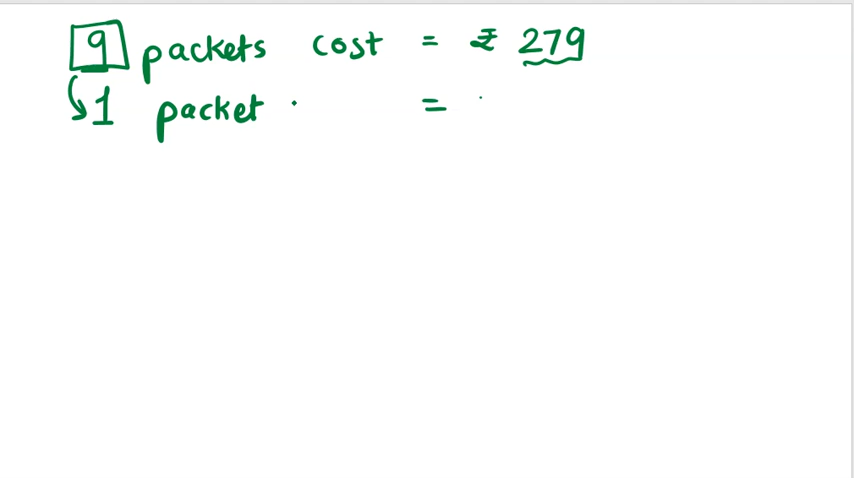 9 packets cost = ₹ 279
1 packet =